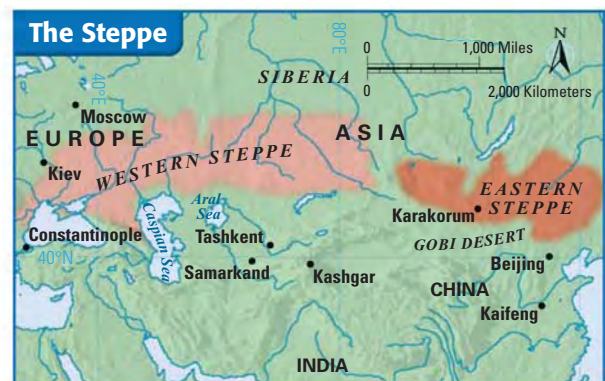 The Steppe
80°E
N
0 1,000 Miles
0 2,000 Kilometers
SIBERIA
40°E
Moscow
EUROPE
ASIA
WESTERN STEPPE
Kiev
EASTERN
STEPPE
Aral
Sea
Caspian Sea
Karakorum
Constantinople
Tashkent
GOBI DESERT
40°N
Samarkand
Kashgar
Beijing
CHINA
Kaifeng
INDIA